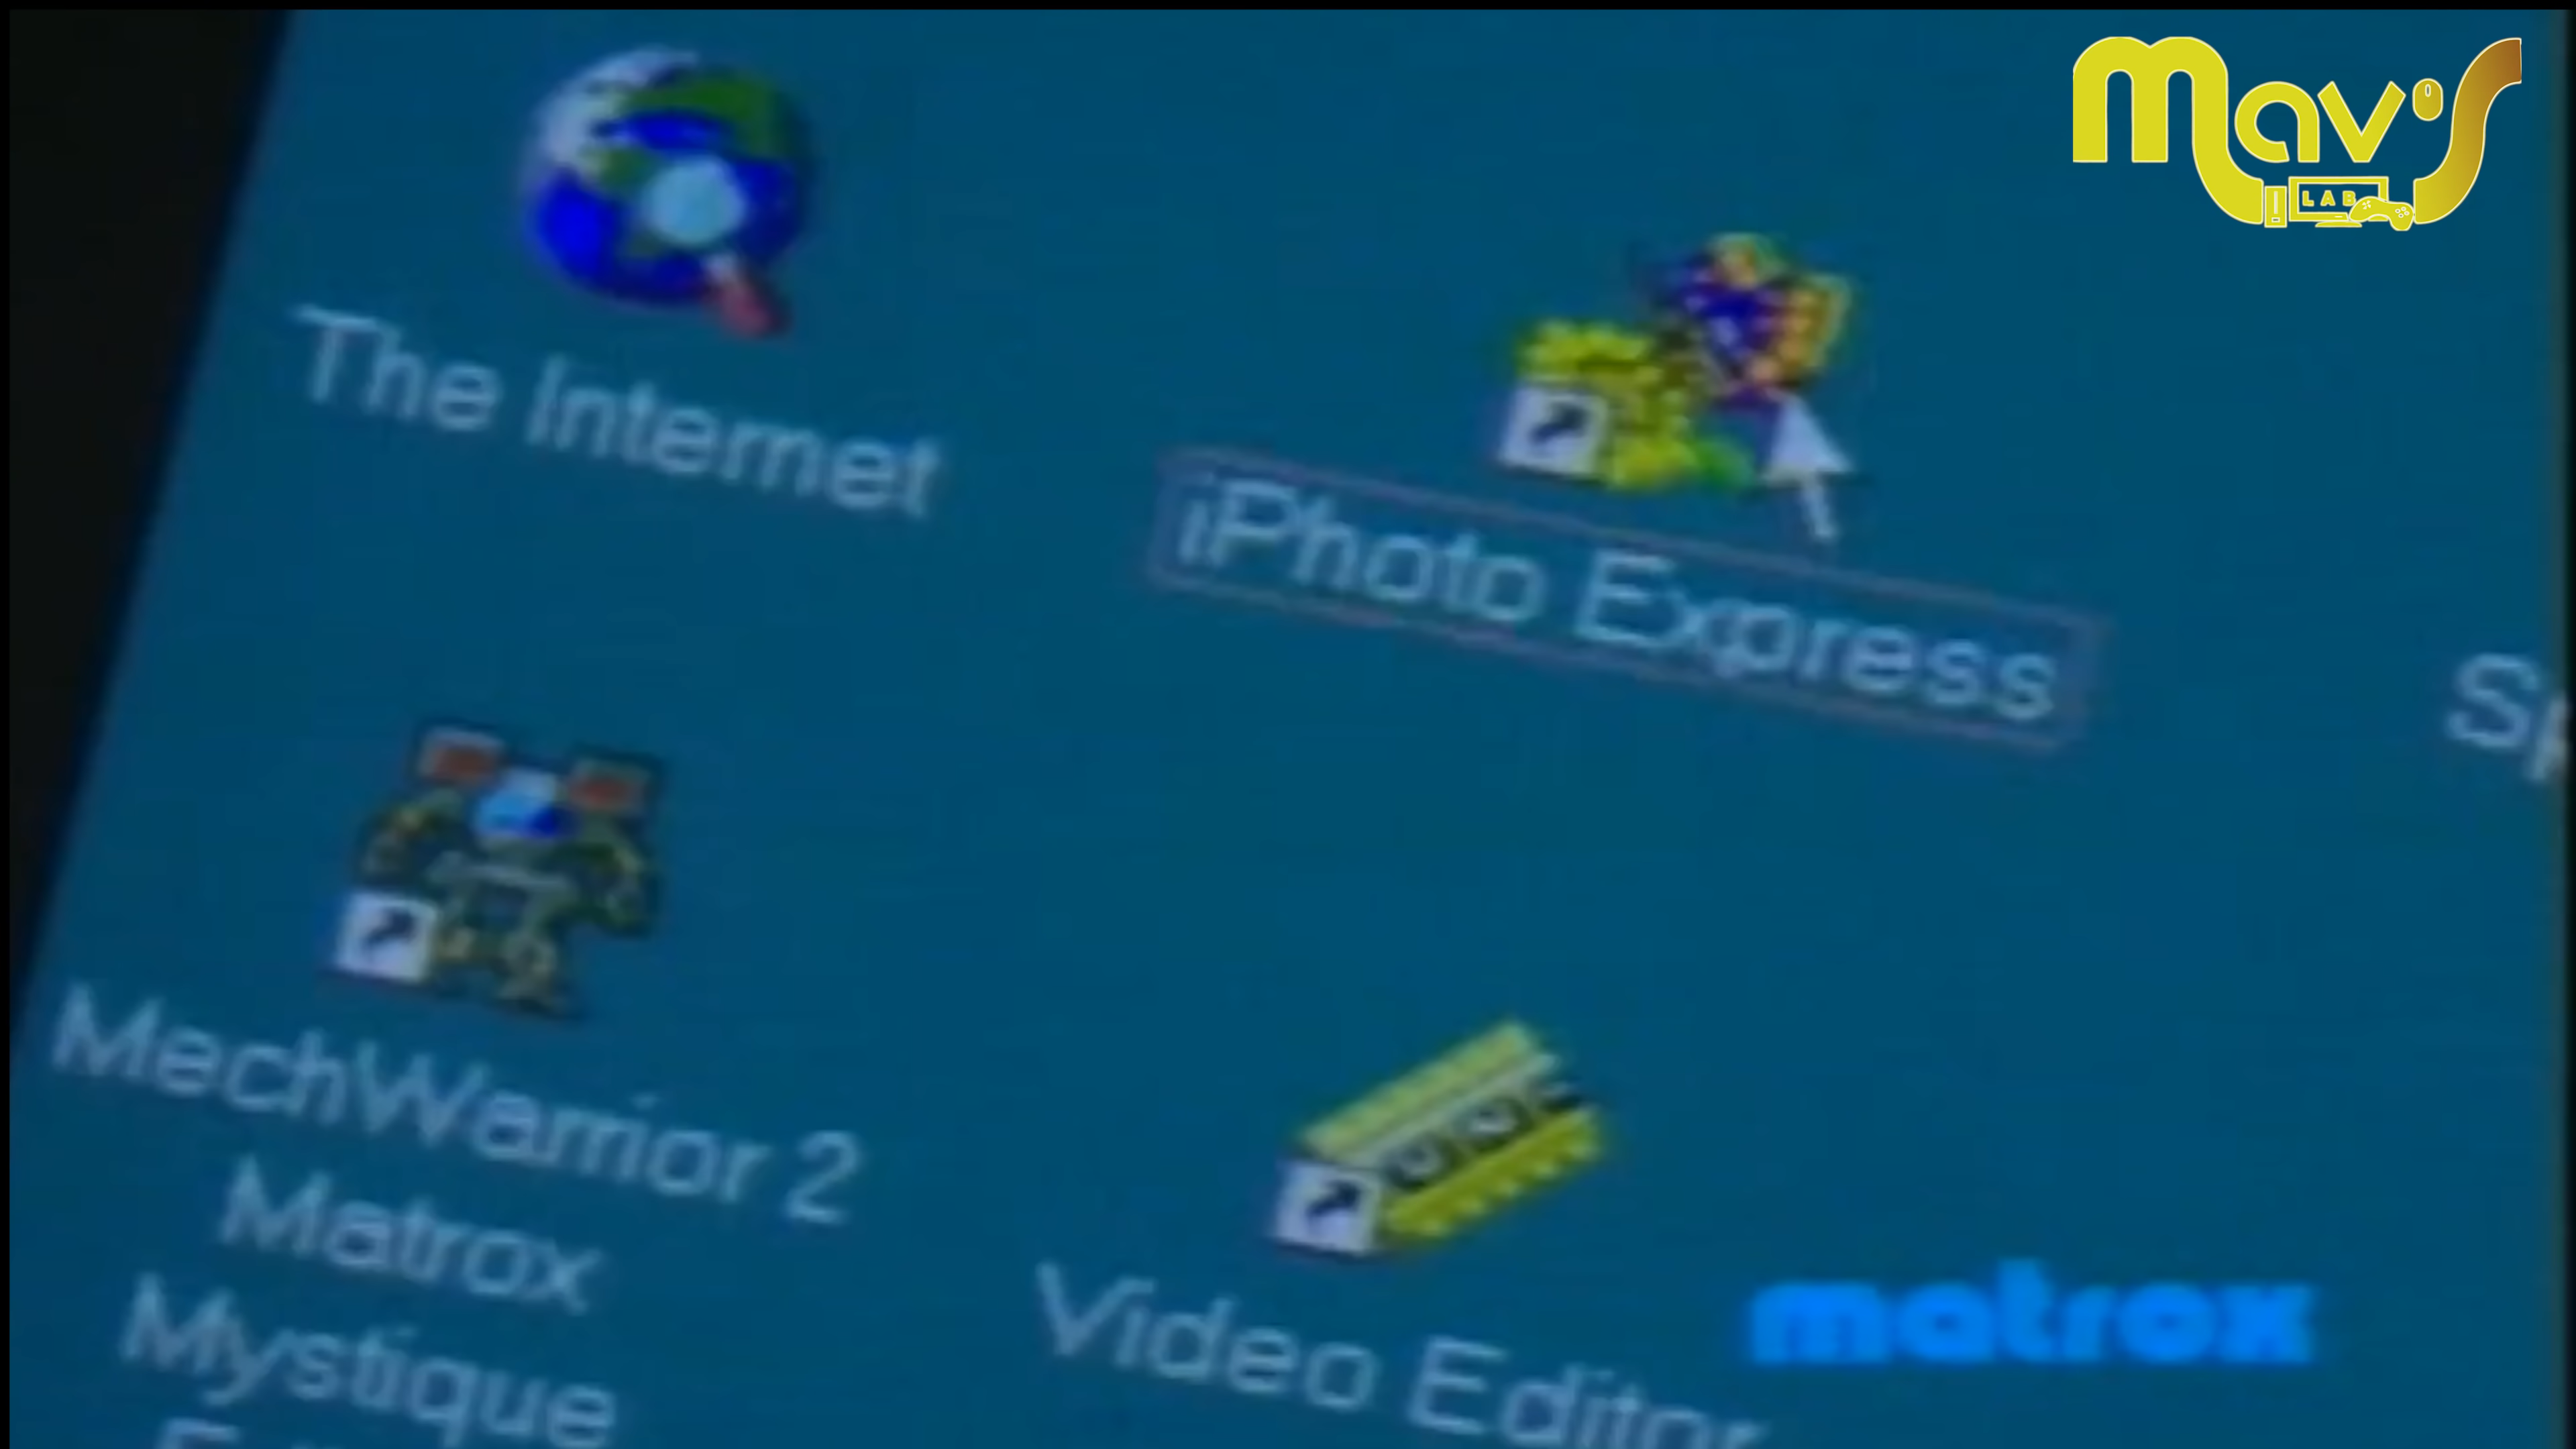 Mav's
LAB
The Internet
iPhoto Express
MechWarrior 2
Matrox
Mystique
Video Editor
matrox